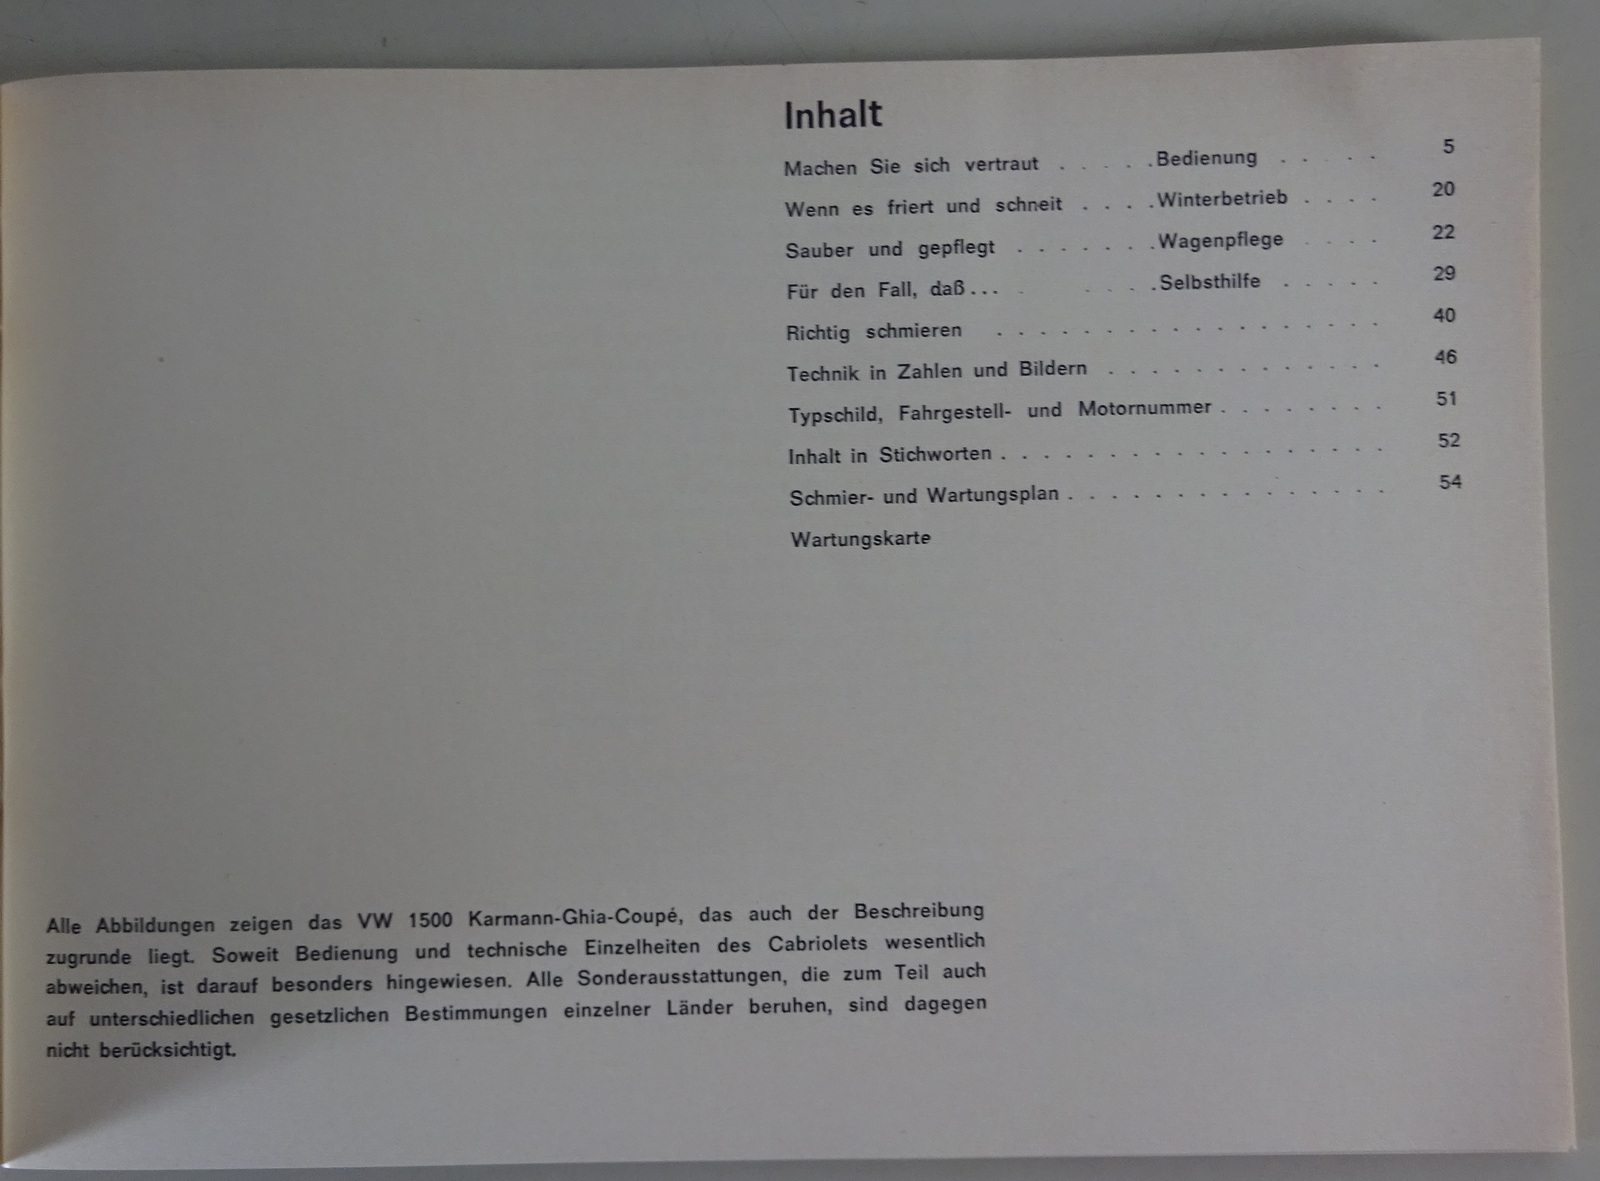 Inhalt
Machen Sie sich vertraut . . . . . Bedienung . . . . . 5
Wenn es friert und schneit . . . . Winterbetrieb . . . . 20
Sauber und gepflegt . . . . . . . Wagenpflege . . . . 22
Für den Fall, daß... . . . . . Selbsthilfe . . . . . 29
Richtig schmieren . . . . . . . . . . . . . . . . . . 40
Technik in Zahlen und Bildern . . . . . . . . . . . . . 46
Typschild, Fahrgestell- und Motornummer . . . . . . . . 51
Inhalt in Stichworten . . . . . . . . . . . . . . . . . 52
Schmier- und Wartungsplan . . . . . . . . . . . . . . . 54
Wartungskarte
Alle Abbildungen zeigen das VW 1500 Karmann-Ghia-Coupé, das auch der Beschreibung
zugrunde liegt. Soweit Bedienung und technische Einzelheiten des Cabriolets wesentlich
abweichen, ist darauf besonders hingewiesen. Alle Sonderausstattungen, die zum Teil auch
auf unterschiedlichen gesetzlichen Bestimmungen einzelner Länder beruhen, sind dagegen
nicht berücksichtigt.